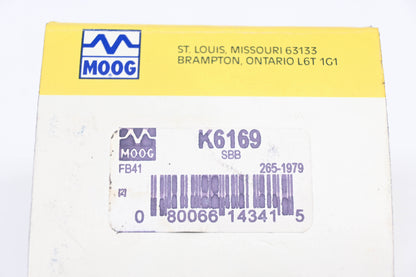 MOOG
ST. LOUIS, MISSOURI 63133
BRAMPTON, ONTARIO L6T 1G1
MOOG
K6169
SBB
FB41
265-1979
0 80066 14341 5